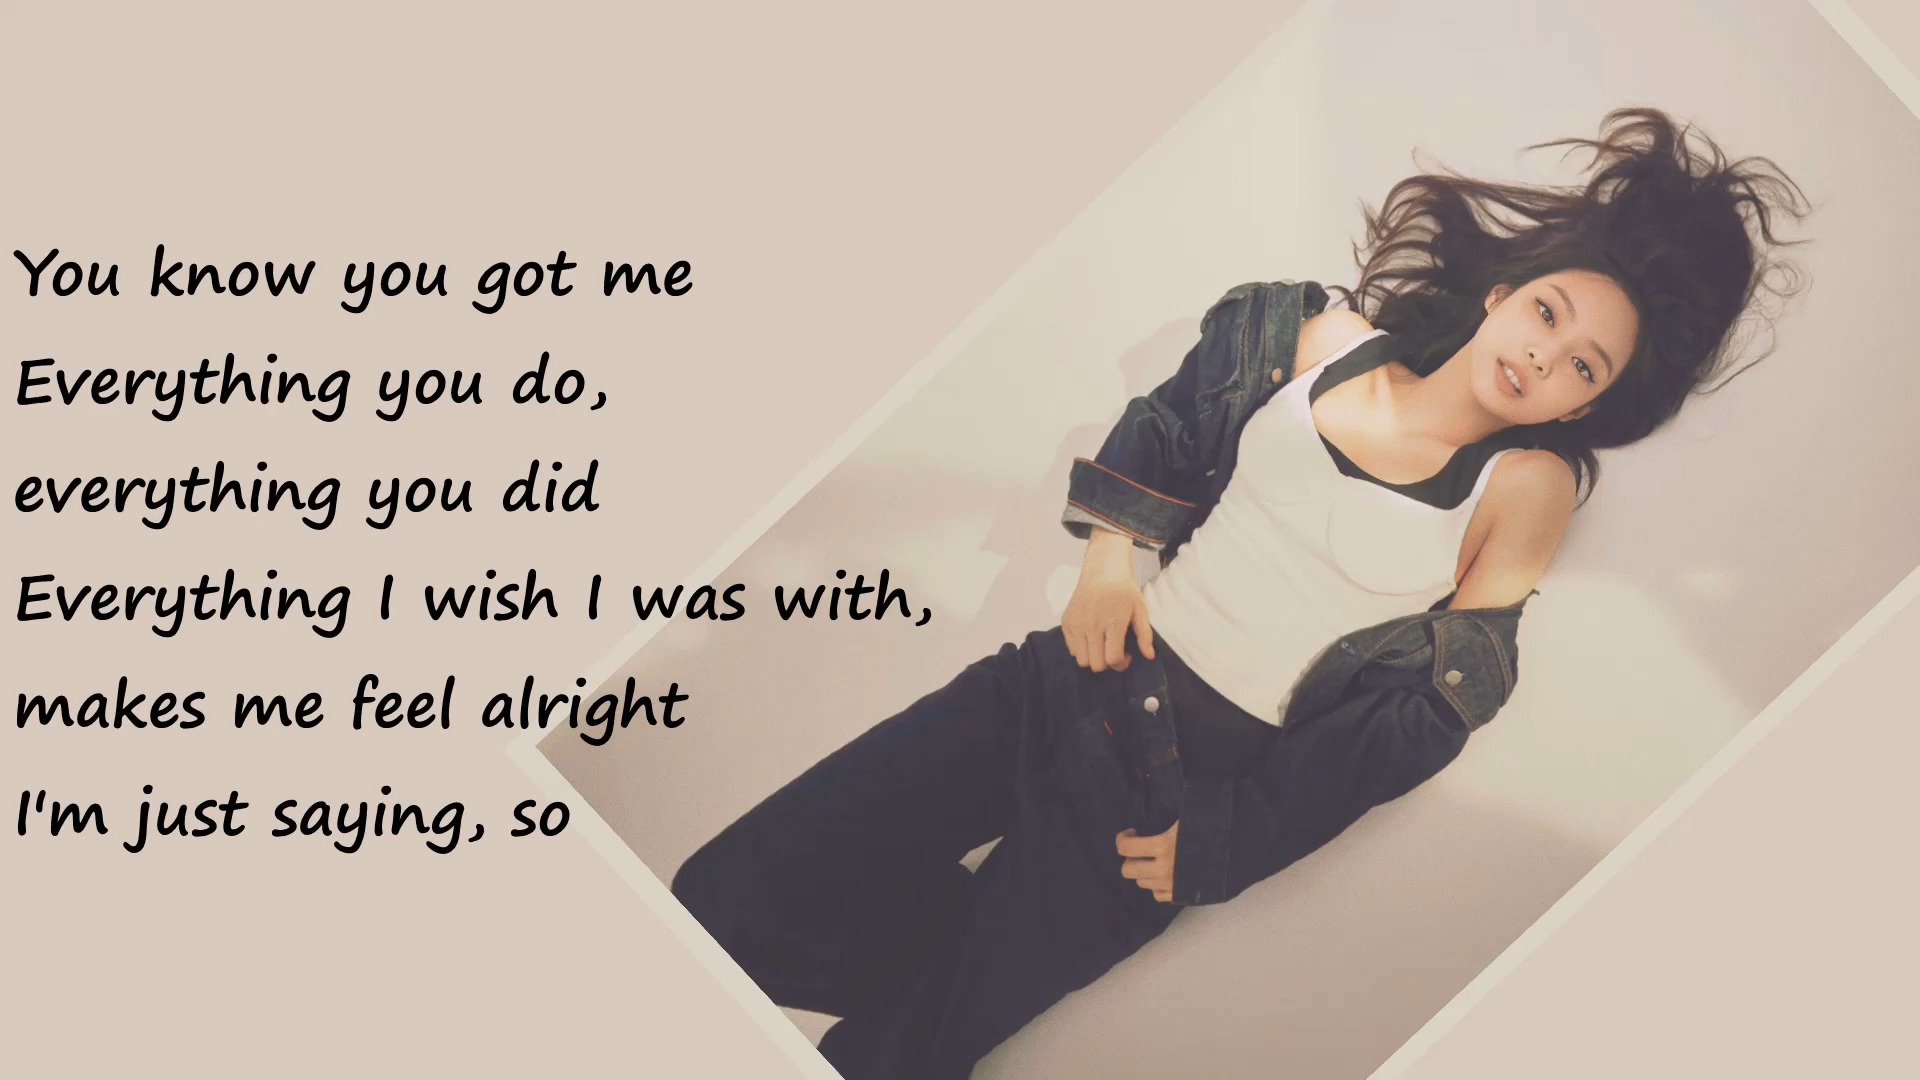 You know you got me
Everything you do,
everything you did
Everything I wish I was with,
makes me feel alright
I'm just saying, so